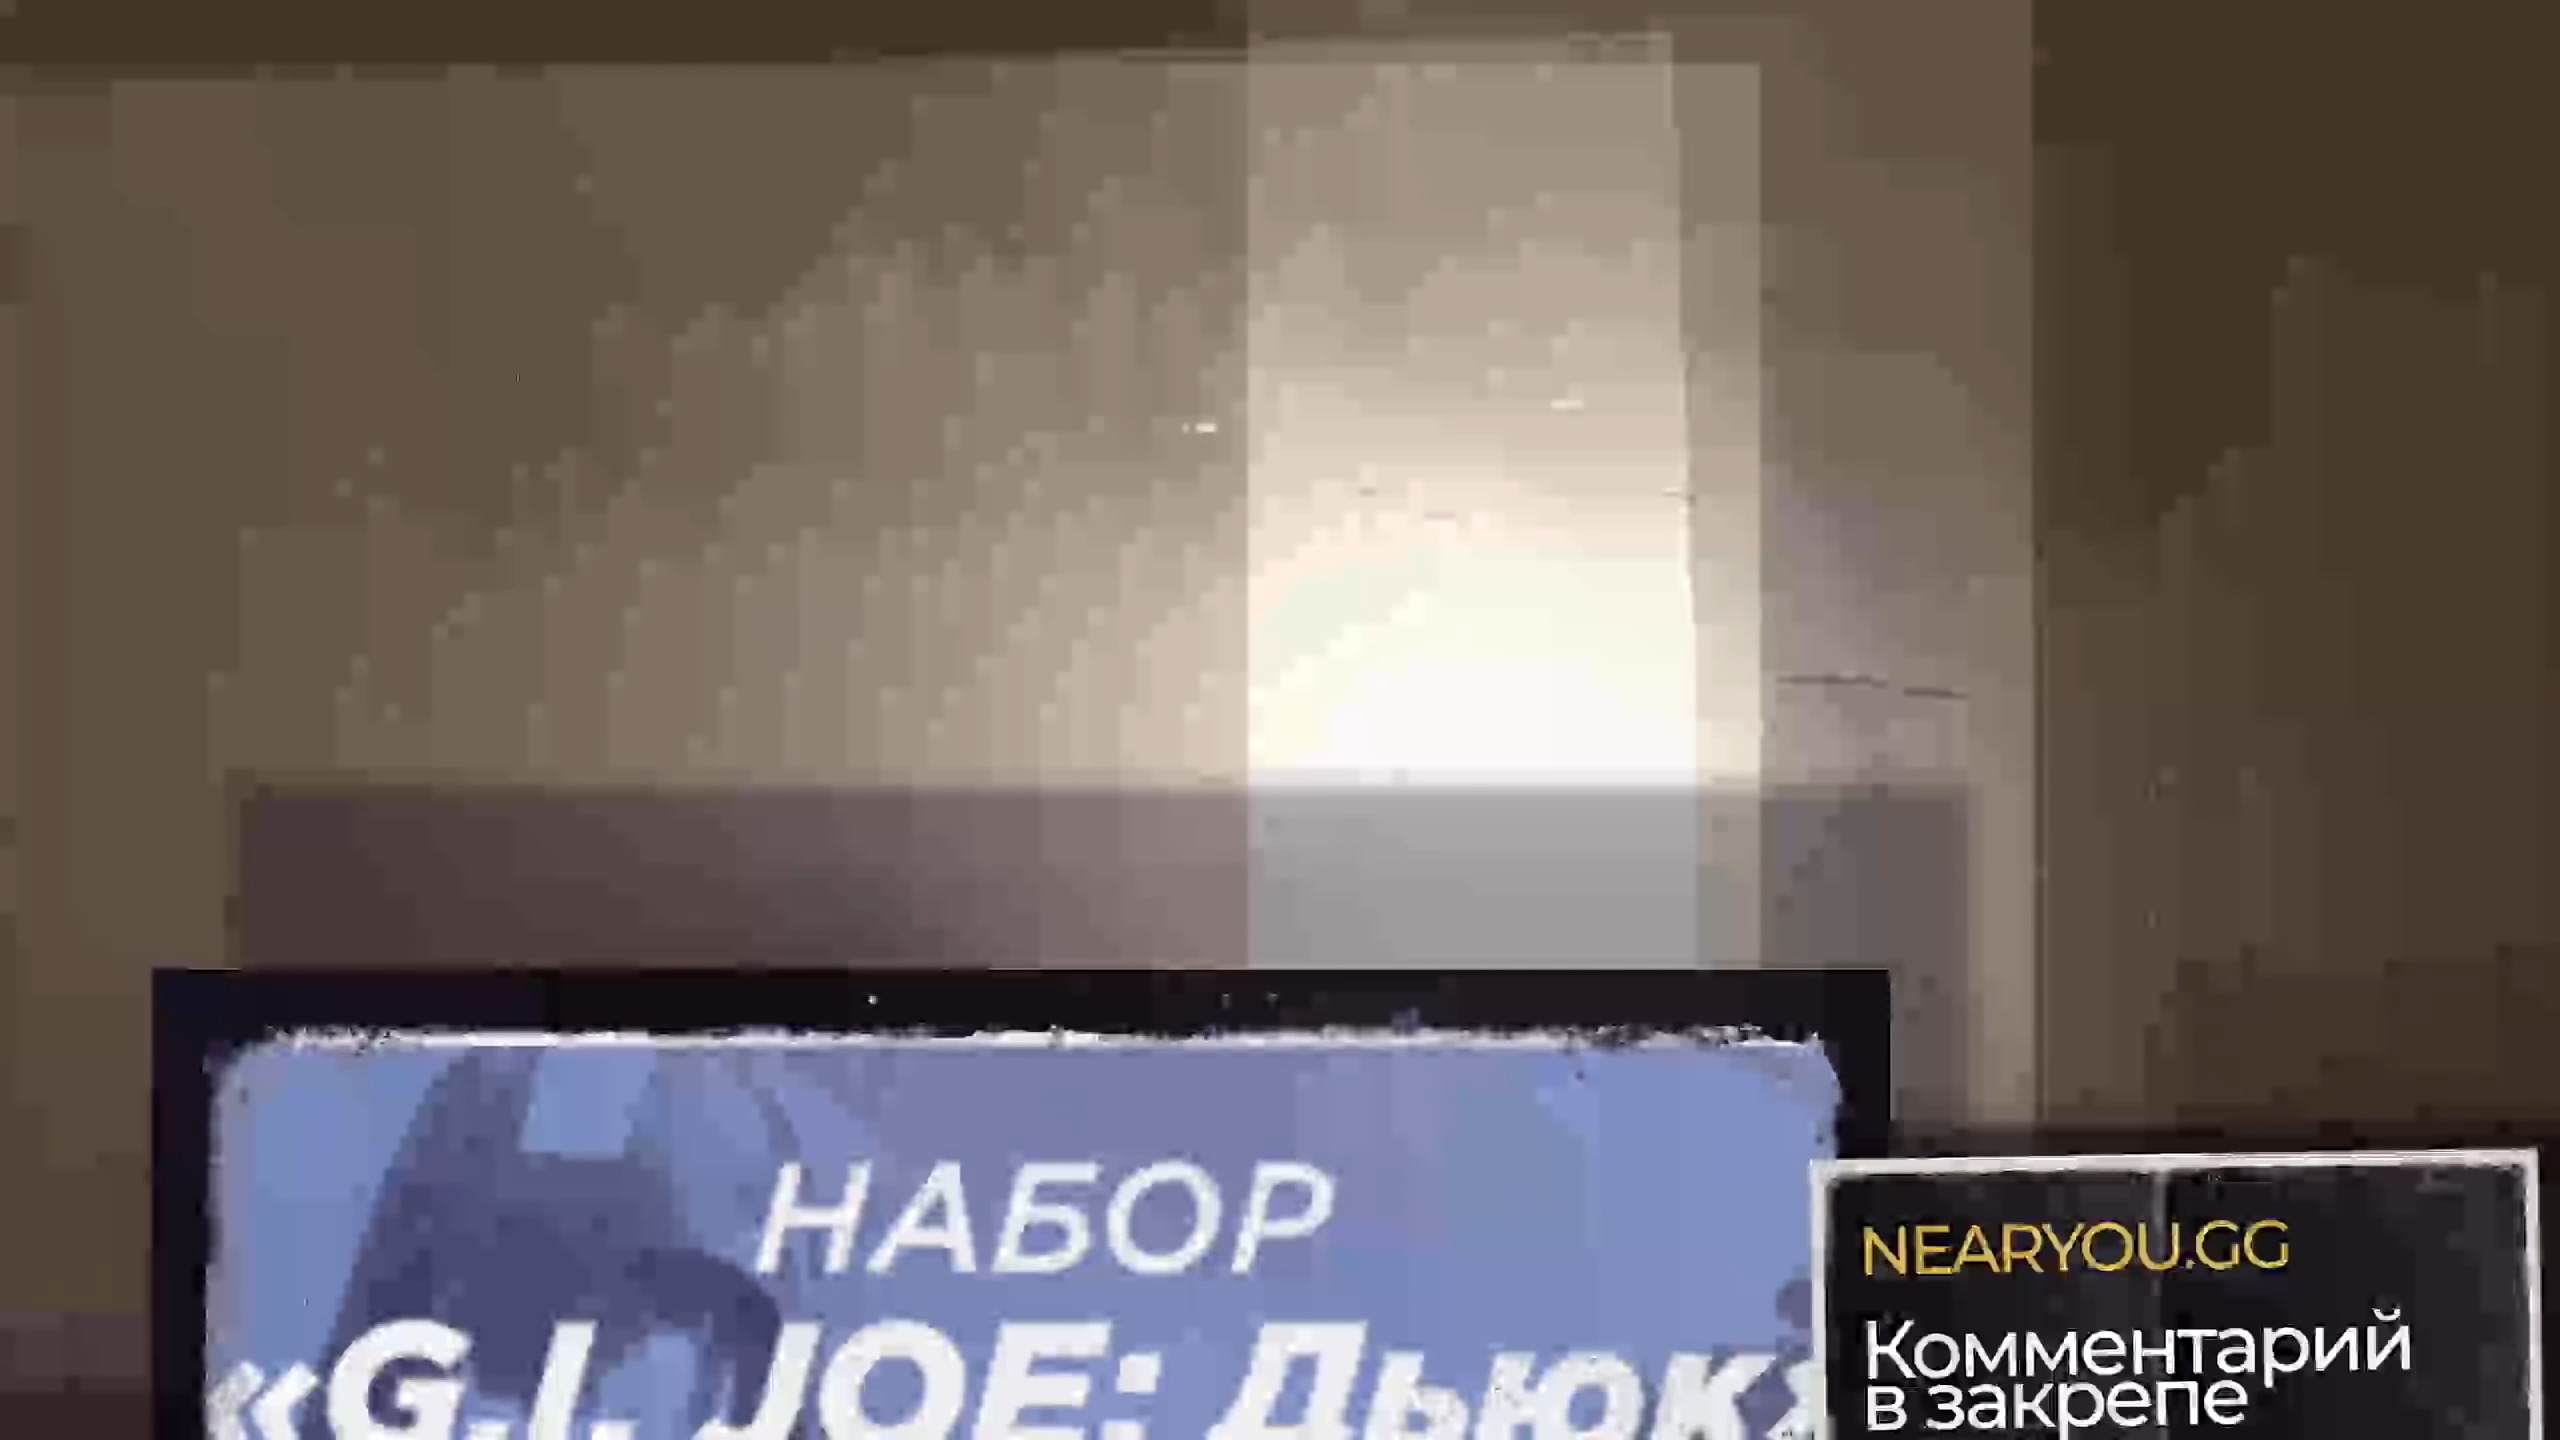 НАБОР
«G.I. JOE: Дьюк»
NEARYOU.GG
Комментарий
в закрепе